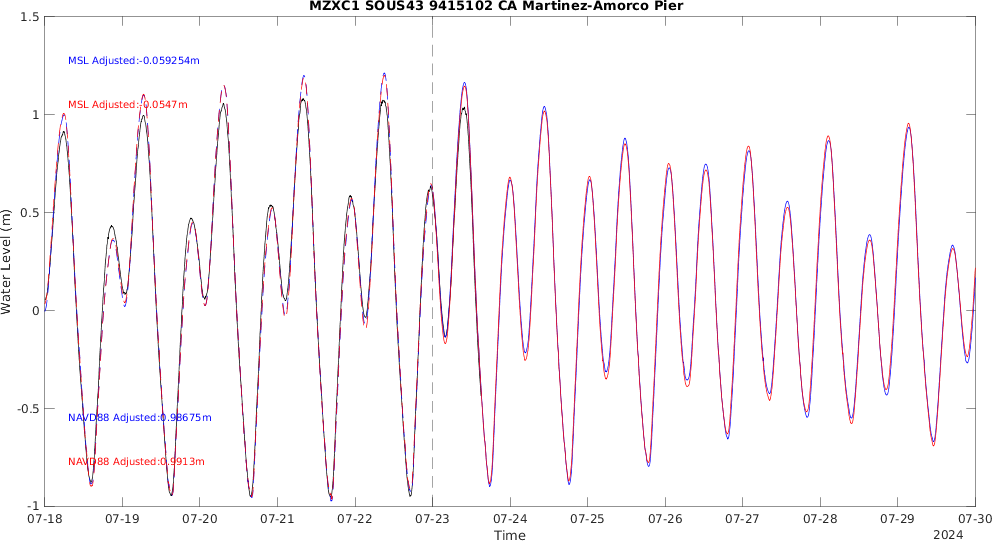 MZXC1 SOUS43 9415102 CA Martinez-Amorco Pier
1.5
1
0.5
0
-0.5
-1
Water Level (m)
MSL Adjusted:-0.059254m
MSL Adjusted:-0.0547m
NAVD88 Adjusted:0.98675m
NAVD88 Adjusted:0.9913m
07-18 07-19 07-20 07-21 07-22 07-23 07-24 07-25 07-26 07-27 07-28 07-29 07-30
Time
2024